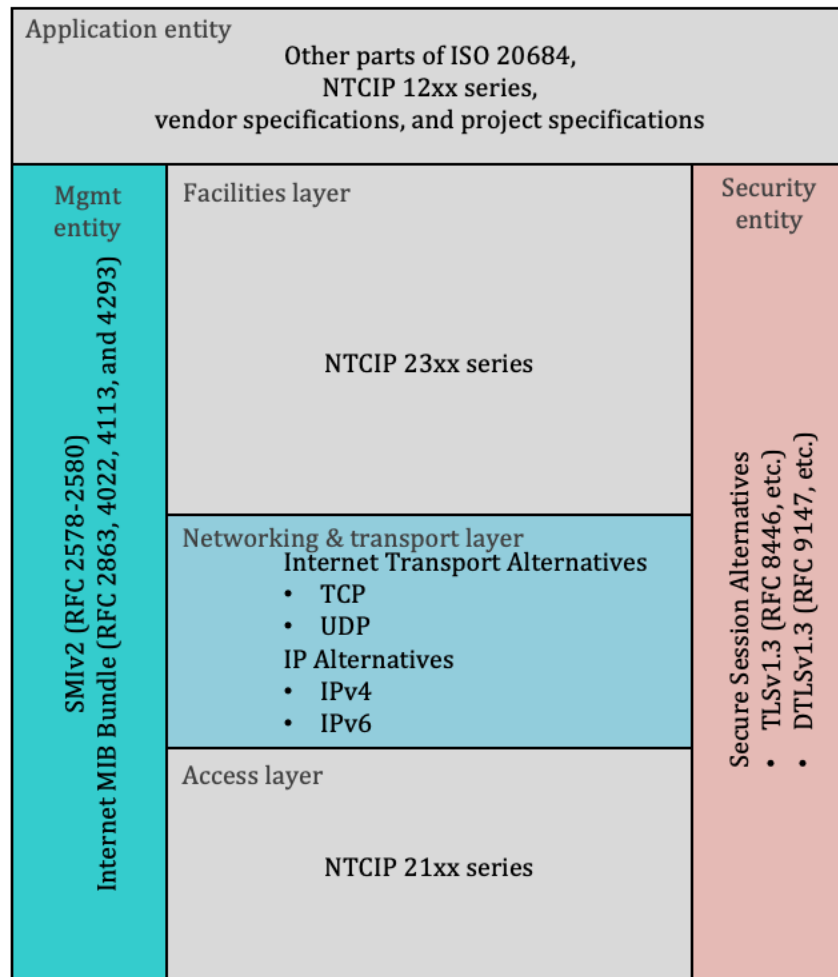 Application entity
Other parts of ISO 20684,
NTCIP 12xx series,
vendor specifications, and project specifications
Mgmt
entity
SMIv2 (RFC 2578-2580)
Internet MIB Bundle (RFC 2863, 4022, 4113, and 4293)
Facilities layer
NTCIP 23xx series
Networking & transport layer
Internet Transport Alternatives
• TCP
• UDP
IP Alternatives
• IPv4
• IPv6
Access layer
NTCIP 21xx series
Security
entity
Secure Session Alternatives
• TLSv1.3 (RFC 8446, etc.)
• DTLSv1.3 (RFC 9147, etc.)